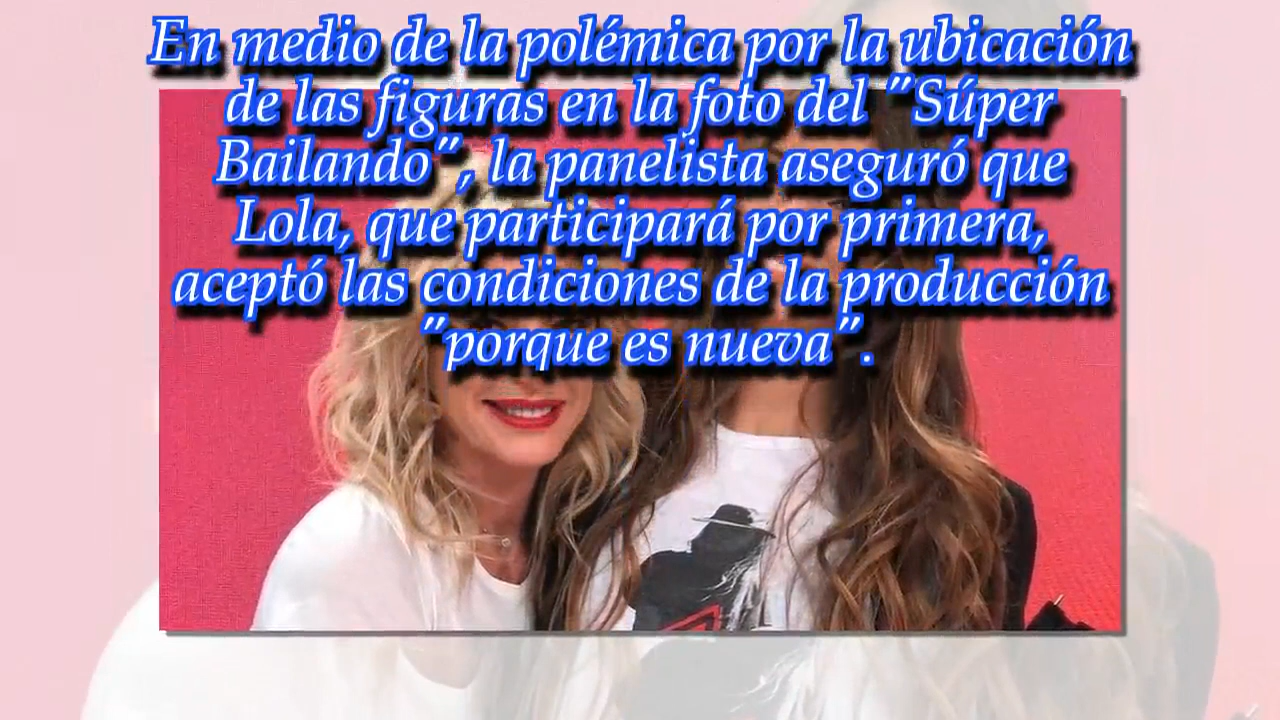 En medio de la polémica por la ubicación
de las figuras en la foto del "Súper
Bailando", la panelista aseguró que
Lola, que participará por primera,
aceptó las condiciones de la producción
"porque es nueva".